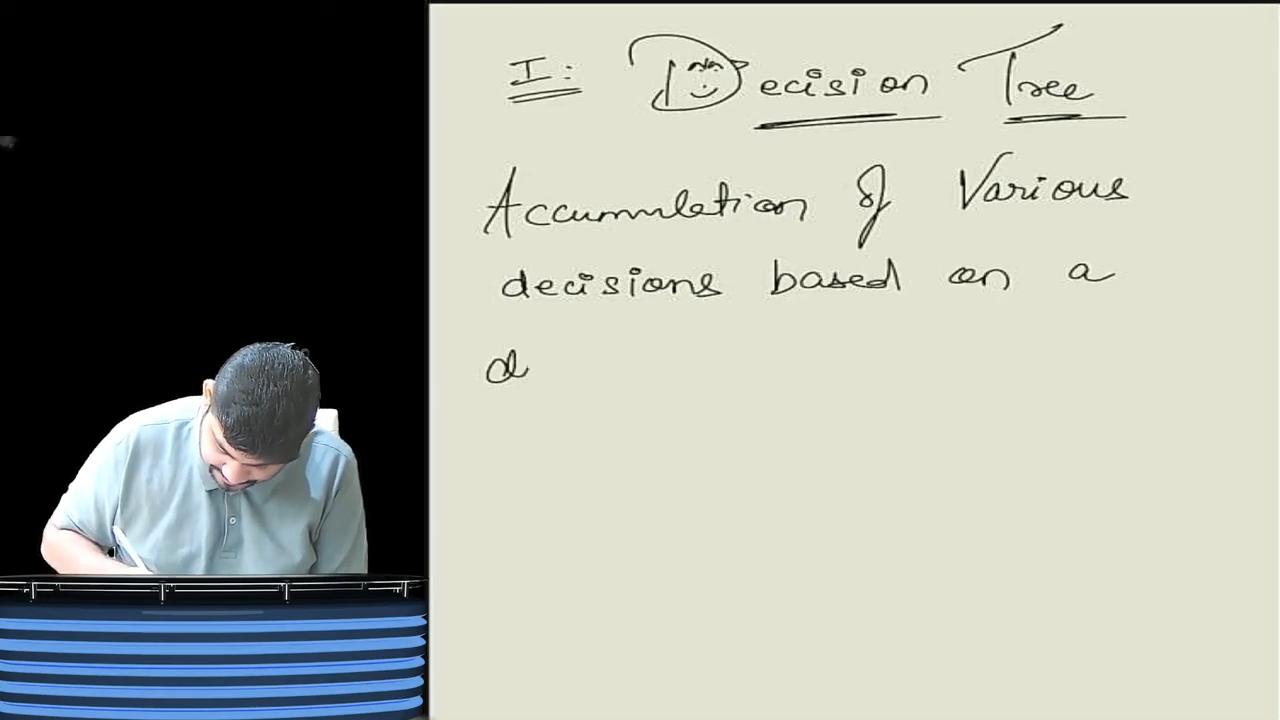 I: Decision Tree
Accumulation of Various
decisions based on a
d